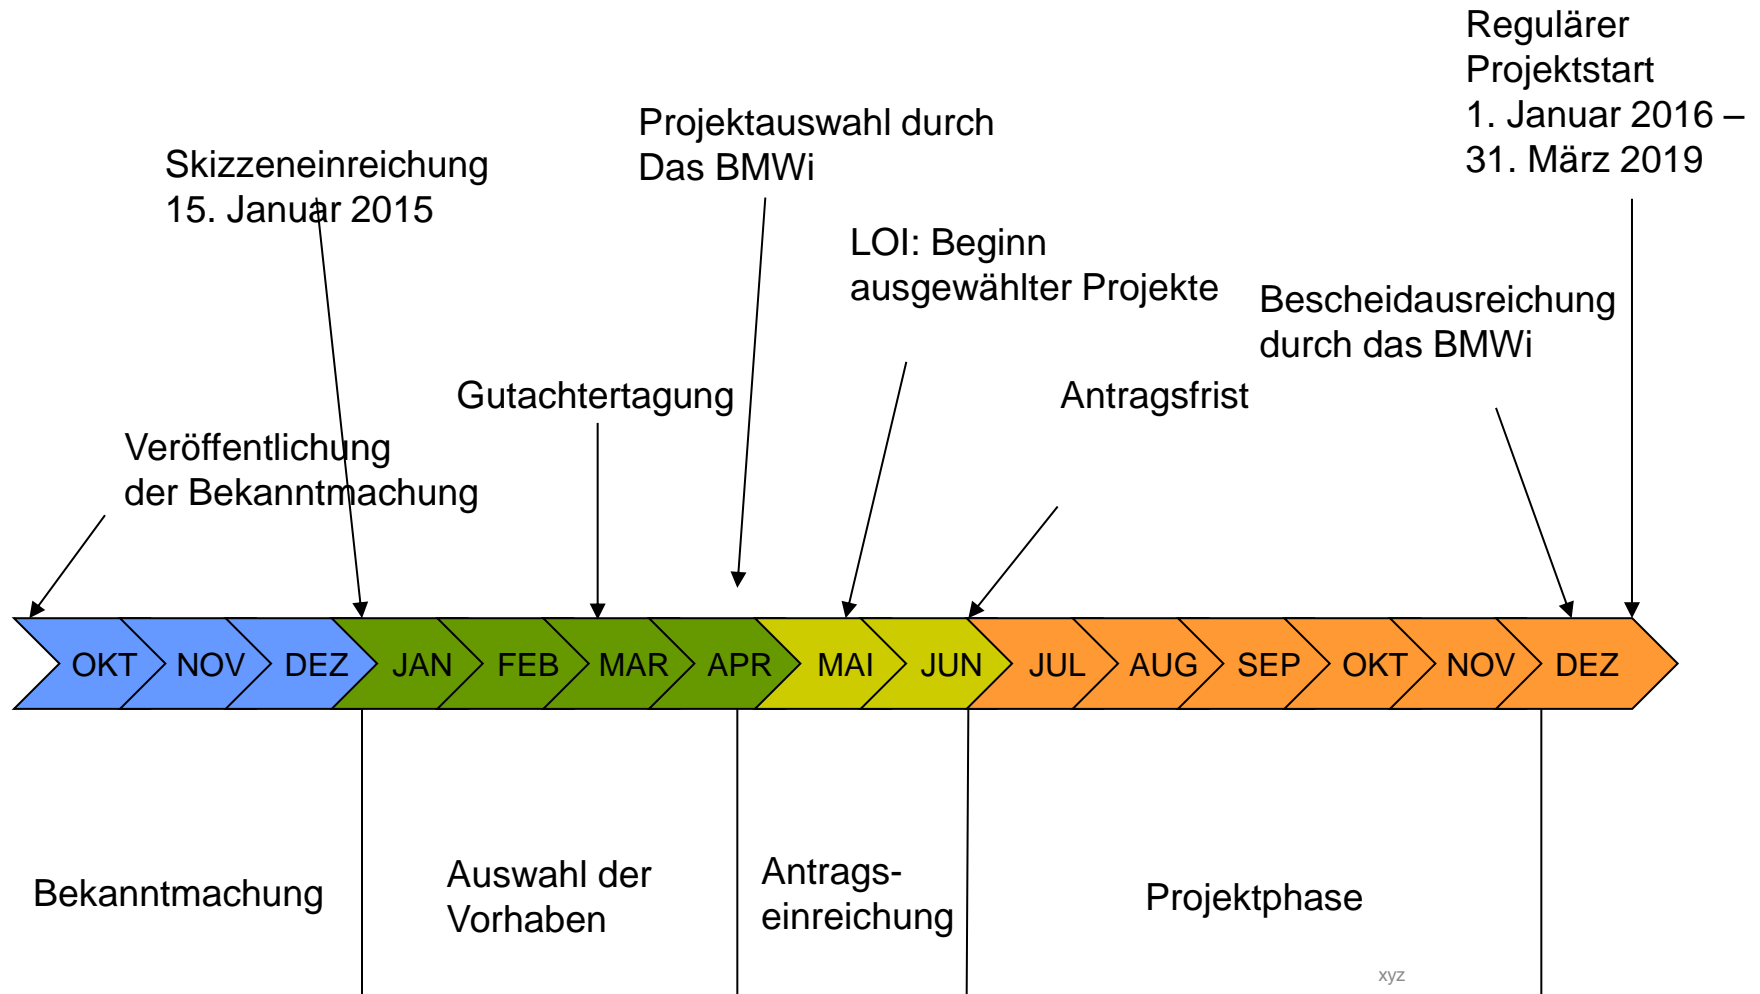 Regulärer
Projektstart
1. Januar 2016 –
31. März 2019
Projektauswahl durch
Das BMWi
Skizzeneinreichung
15. Januar 2015
LOI: Beginn
ausgewählter Projekte
Bescheidausreichung
durch das BMWi
Gutachtertagung
Antragsfrist
Veröffentlichung
der Bekanntmachung
OKT NOV DEZ JAN FEB MAR APR MAI JUN JUL AUG SEP OKT NOV DEZ
Bekanntmachung
Auswahl der
Vorhaben
Antrags-
einreichung
Projektphase
xyz